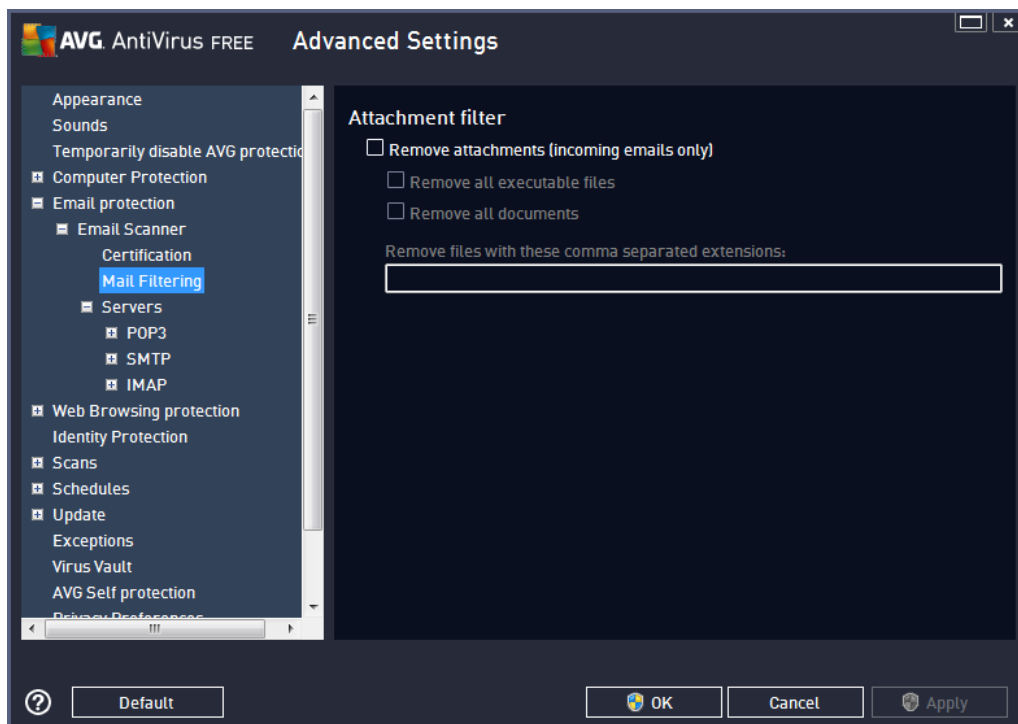 AVG. AntiVirus FREE Advanced Settings
Appearance
Sounds
Temporarily disable AVG protectio
Computer Protection
Email protection
Email Scanner
Certification
Mail Filtering
Servers
POP3
SMTP
IMAP
Web Browsing protection
Identity Protection
Scans
Schedules
Update
Exceptions
Virus Vault
AVG Self protection
Privacy Preferences
Attachment filter
Remove attachments (incoming emails only)
Remove all executable files
Remove all documents
Remove files with these comma separated extensions:
? Default OK Cancel Apply